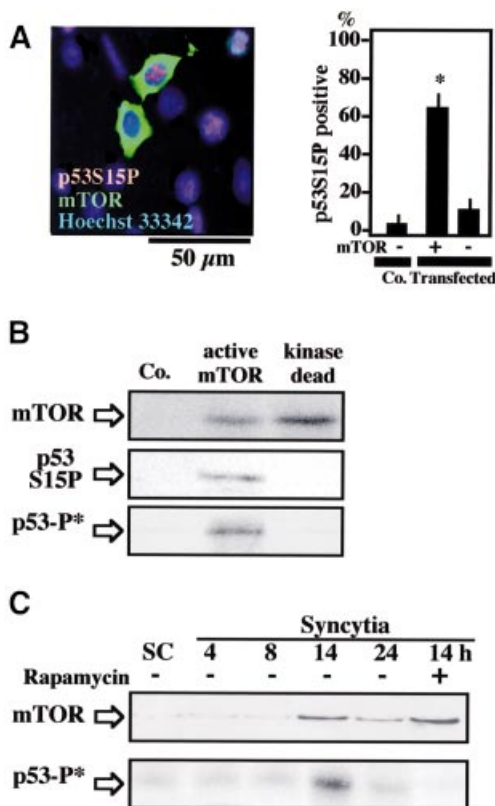 A
p53S15P
mTOR
Hoechst 33342
50 µm
%
100
80
60
40
20
0
p53S15P positive
*
mTOR - + -
Co. Transfected
B
Co. active mTOR kinase dead
mTOR
p53 S15P
p53-P*
C
Syncytia
SC 4 8 14 24 14 h
Rapamycin - - - - - +
mTOR
p53-P*